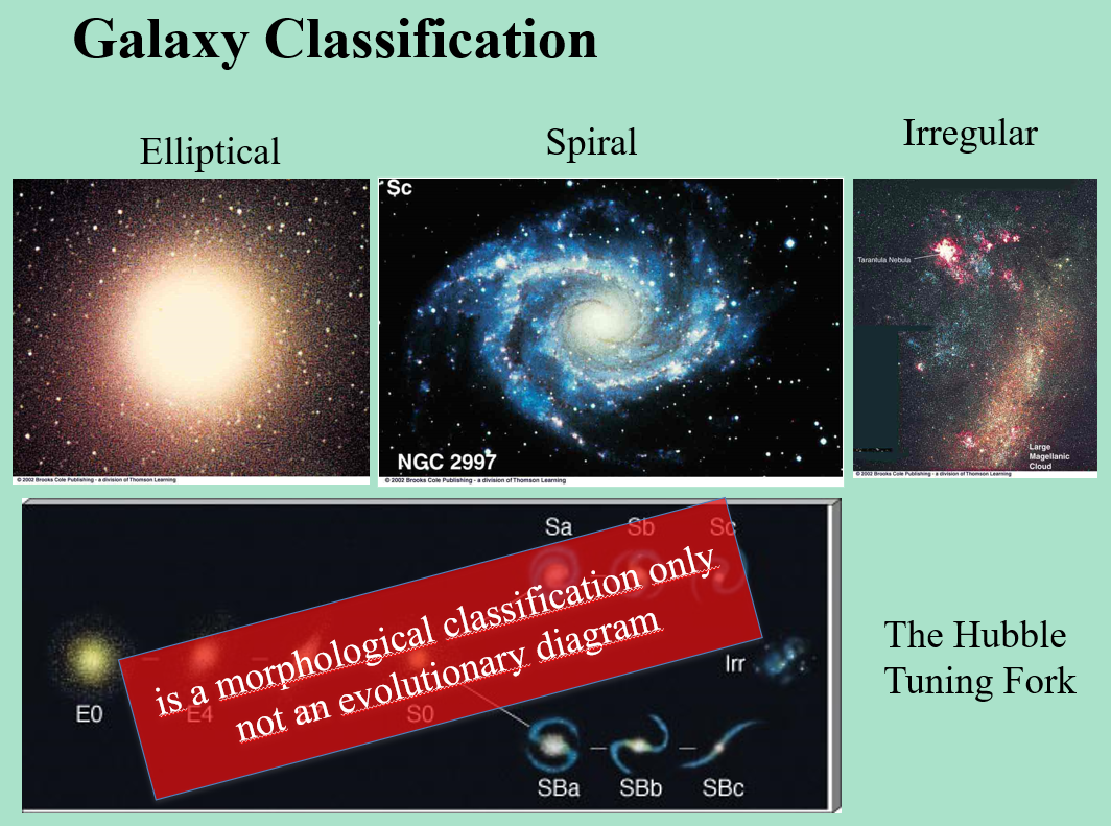 Galaxy Classification
Elliptical
Spiral
Irregular
Sc
Tarantula Nebula
NGC 2997
Large
Magellanic
Cloud
© 2002 Brooks Cole Publishing - a division of Thomson Learning
© 2002 Brooks Cole Publishing - a division of Thomson Learning
© 2002 Brooks Cole Publishing - a division of Thomson Learning
Sa
Sb
Sc
is a morphological classification only
not an evolutionary diagram
E0
E4
S0
Irr
SBa
SBb
SBc
The Hubble
Tuning Fork